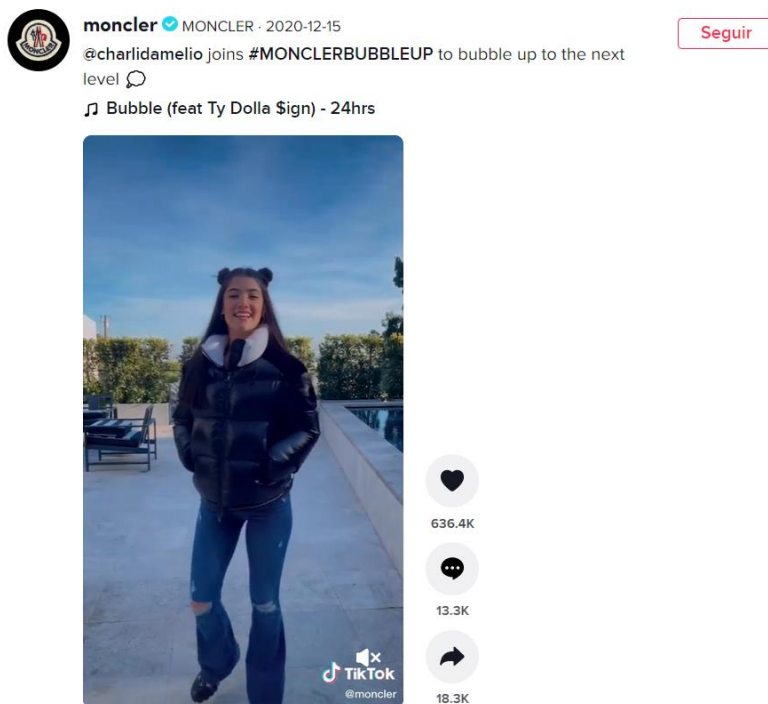 moncler MONCLER · 2020-12-15
Seguir
@charlidamelio joins #MONCLERBUBBLEUP to bubble up to the next
level
Bubble (feat Ty Dolla $ign) - 24hrs
MONCLER
636.4K
13.3K
18.3K
TikTok
@moncler